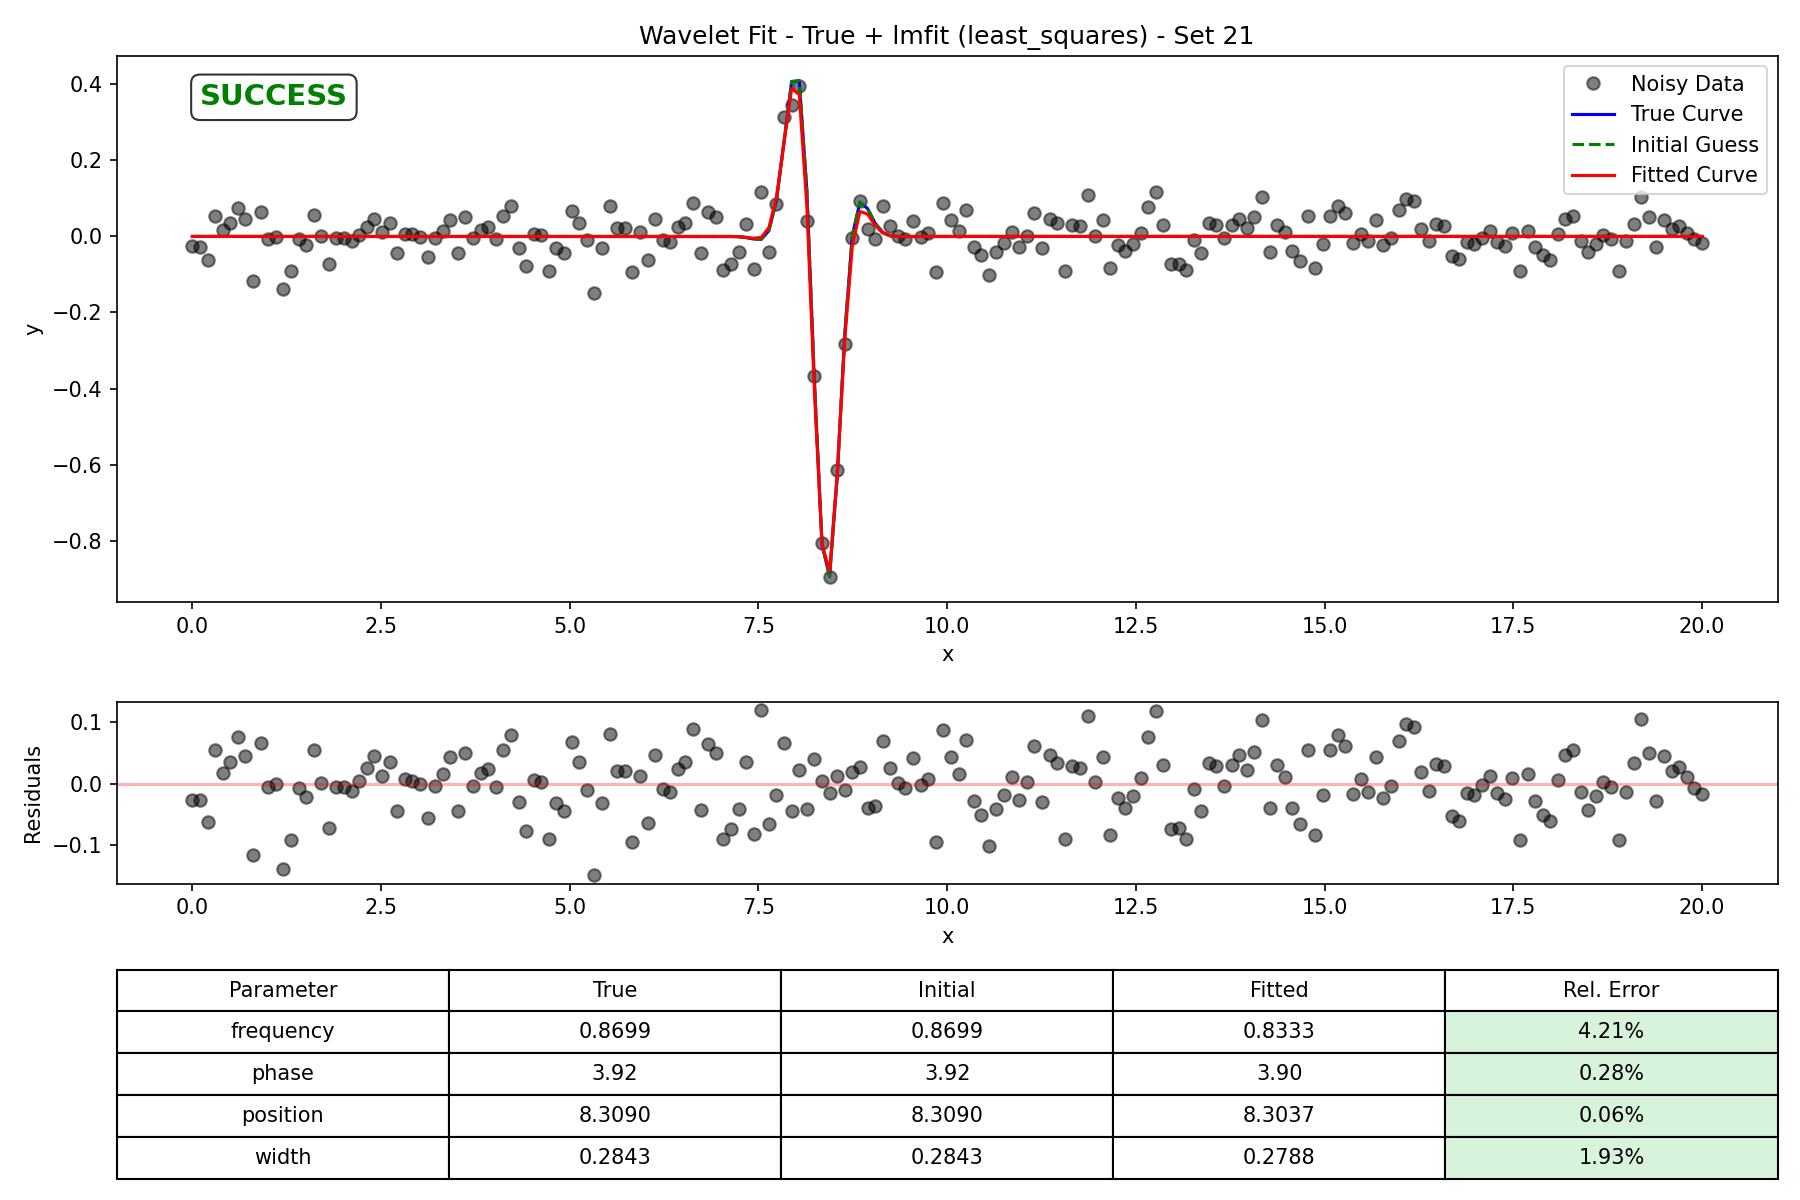 Wavelet Fit - True + lmfit (least_squares) - Set 21
SUCCESS
Noisy Data
True Curve
Initial Guess
Fitted Curve
0.4
0.2
0.0
−0.2
−0.4
−0.6
−0.8
y
0.0 2.5 5.0 7.5 10.0 12.5 15.0 17.5 20.0
x
0.1
0.0
−0.1
Residuals
0.0 2.5 5.0 7.5 10.0 12.5 15.0 17.5 20.0
x
Parameter True Initial Fitted Rel. Error
frequency 0.8699 0.8699 0.8333 4.21%
phase 3.92 3.92 3.90 0.28%
position 8.3090 8.3090 8.3037 0.06%
width 0.2843 0.2843 0.2788 1.93%